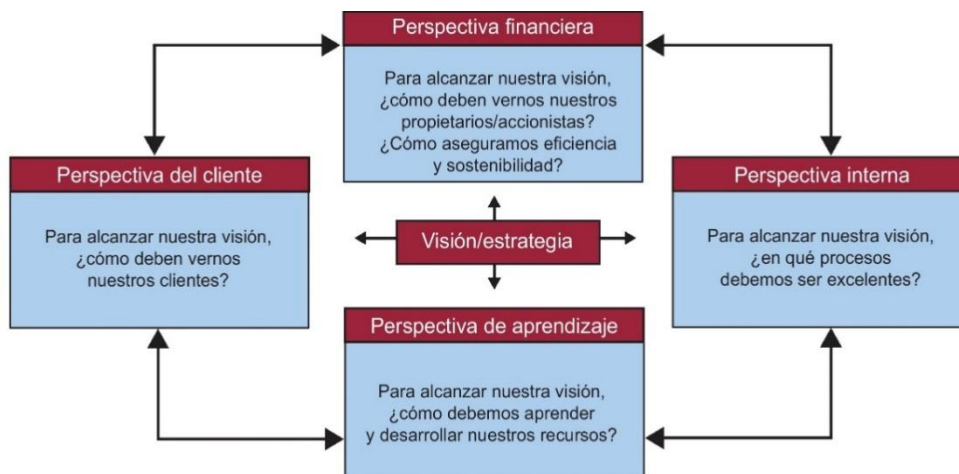 Perspectiva financiera
Para alcanzar nuestra visión,
¿cómo deben vernos nuestros
propietarios/accionistas?
¿Cómo aseguramos eficiencia
y sostenibilidad?
Perspectiva del cliente
Para alcanzar nuestra visión,
¿cómo deben vernos
nuestros clientes?
Visión/estrategia
Perspectiva interna
Para alcanzar nuestra visión,
¿en qué procesos
debemos ser excelentes?
Perspectiva de aprendizaje
Para alcanzar nuestra visión,
¿cómo debemos aprender
y desarrollar nuestros recursos?